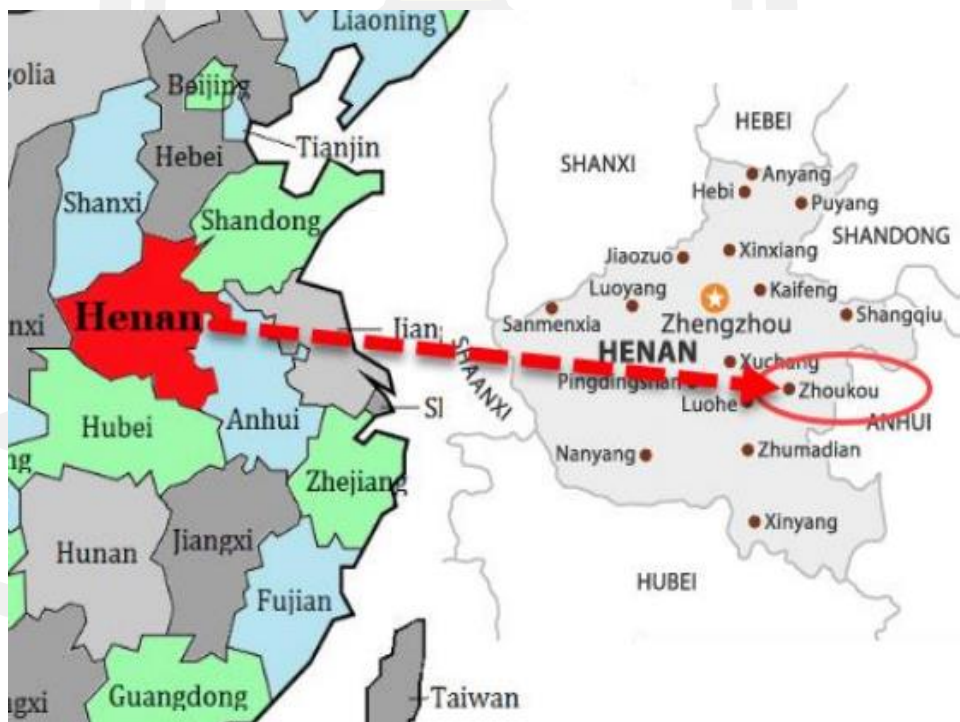 Liaoning
golia
Beijing
Tianjin
Hebei
Shanxi
Shandong
Henan
nxi
Jian
Sl
Anhui
Hubei
ng
Zhejiang
Hunan
Jiangxi
Fujian
Guangdong
gxi
Taiwan
HEBEI
SHANXI
Anyang
Hebi
Puyang
SHANDONG
Xinxiang
Jiaozuo
Luoyang
Kaifeng
Sanmenxia
Zhengzhou
Shangqiu
HENAN
Xuchang
SHAANXI
Pingdingshan
Zhoukou
Luohe
ANHUI
Nanyang
Zhumadian
Xinyang
HUBEI